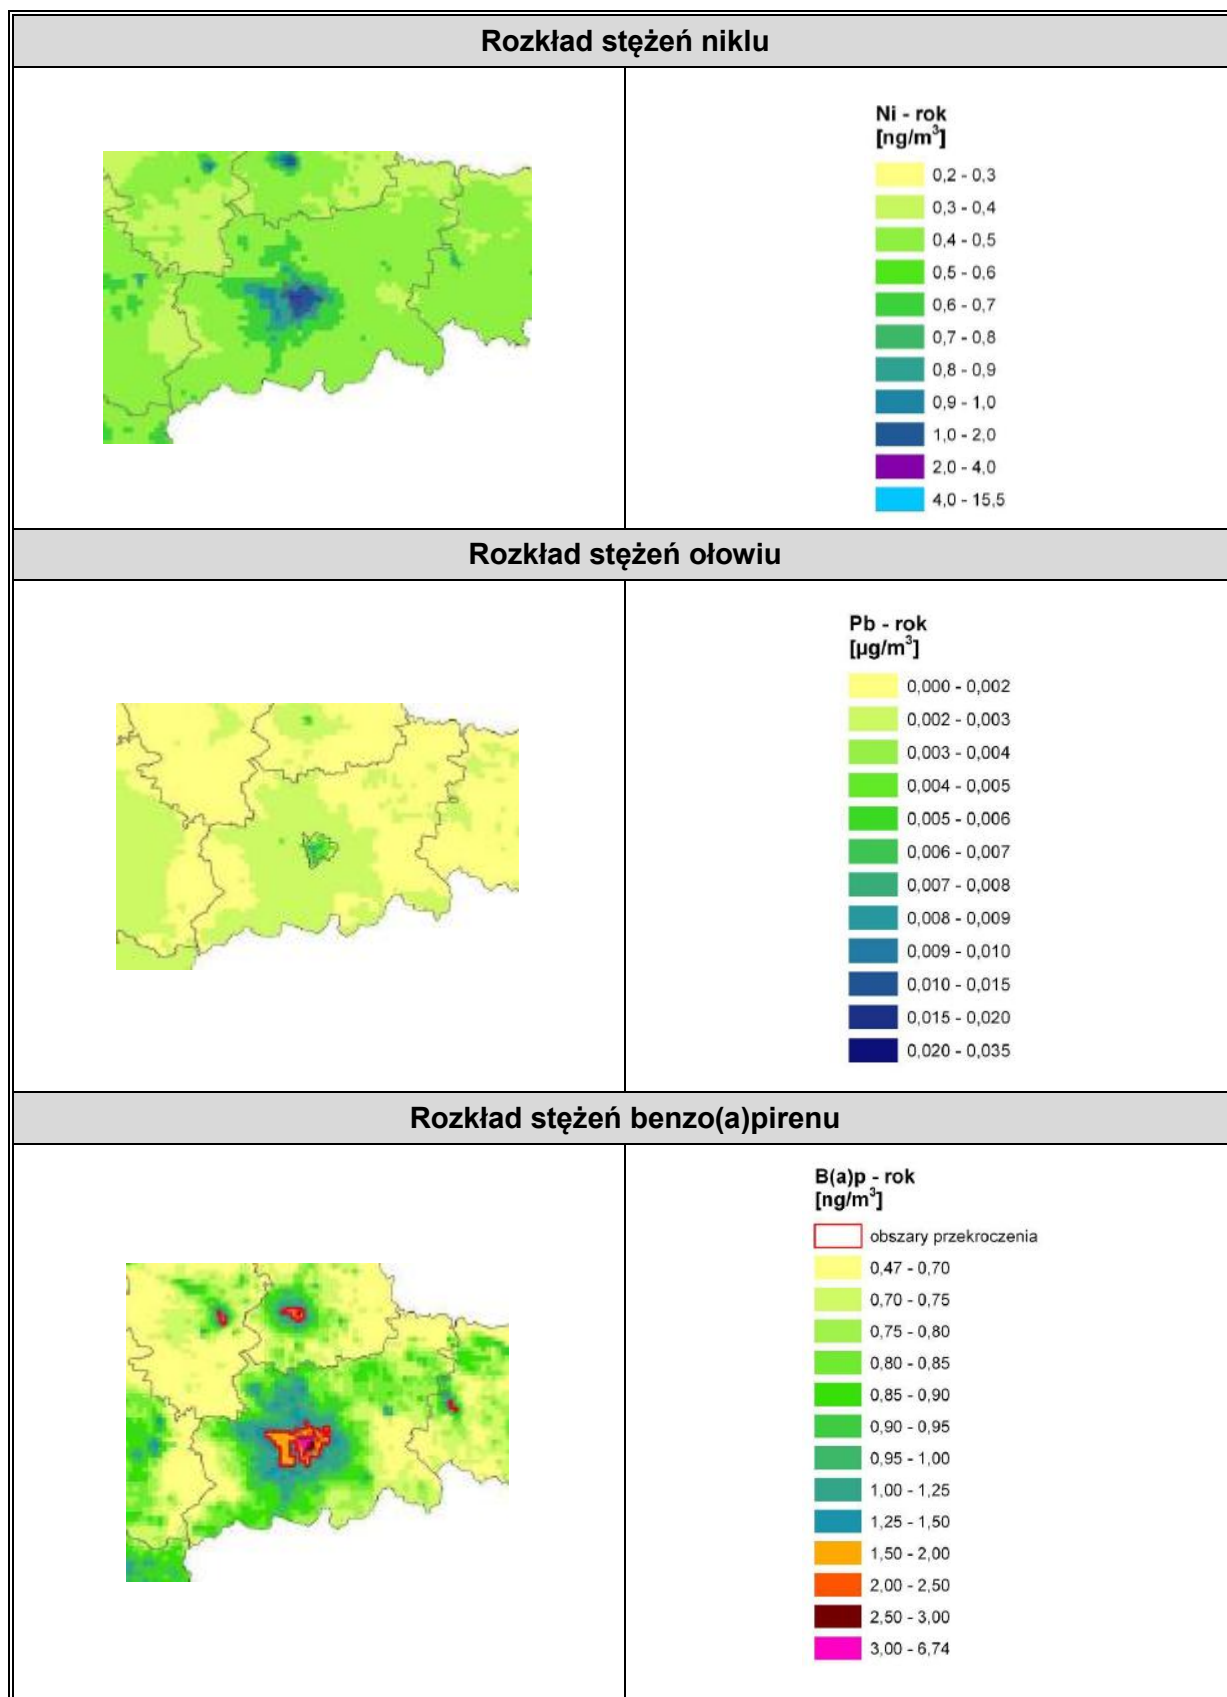 Rozkład stężeń niklu
Ni - rok
[ng/m³]
0,2 - 0,3
0,3 - 0,4
0,4 - 0,5
0,5 - 0,6
0,6 - 0,7
0,7 - 0,8
0,8 - 0,9
0,9 - 1,0
1,0 - 2,0
2,0 - 4,0
4,0 - 15,5
Rozkład stężeń ołowiu
Pb - rok
[µg/m³]
0,000 - 0,002
0,002 - 0,003
0,003 - 0,004
0,004 - 0,005
0,005 - 0,006
0,006 - 0,007
0,007 - 0,008
0,008 - 0,009
0,009 - 0,010
0,010 - 0,015
0,015 - 0,020
0,020 - 0,035
Rozkład stężeń benzo(a)pirenu
B(a)p - rok
[ng/m³]
obszary przekroczenia
0,47 - 0,70
0,70 - 0,75
0,75 - 0,80
0,80 - 0,85
0,85 - 0,90
0,90 - 0,95
0,95 - 1,00
1,00 - 1,25
1,25 - 1,50
1,50 - 2,00
2,00 - 2,50
2,50 - 3,00
3,00 - 6,74